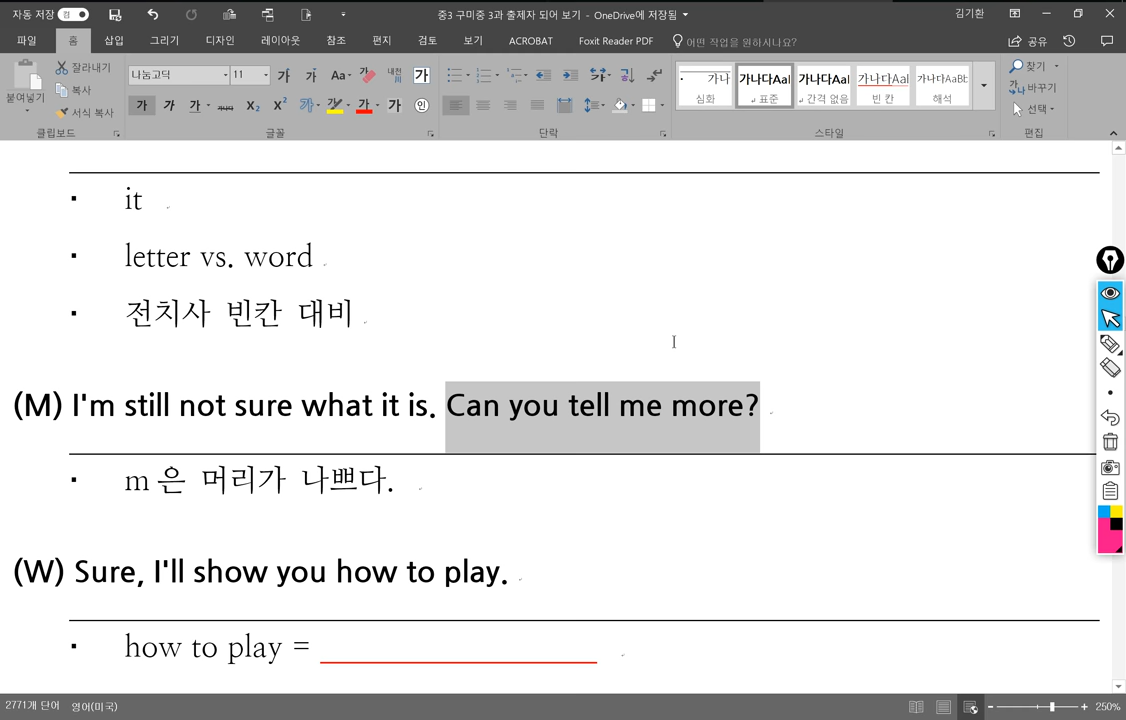 자동 저장 컴
중3 구미중 3과 출제자 되어 보기 - OneDrive에 저장됨
김기환
파일 홈 삽입 그리기 디자인 레이아웃 참조 편지 검토 보기 ACROBAT Foxit Reader PDF 어떤 작업을 원하시나요? 공유
붙여넣기
잘라내기
복사
서식 복사
클립보드
나눔고딕 11
글꼴
단락
가나 심화
가나다AaI 표준
가나다AaI 간격 없음
가나다AaI 빈 칸
가나다AaBt 해석
스타일
찾기
바꾸기
선택
편집
it
letter vs. word
전치사 빈칸 대비
(M) I'm still not sure what it is. Can you tell me more?
m 은 머리가 나쁘다.
(W) Sure, I'll show you how to play.
how to play =
2771개 단어 영어(미국) 250%